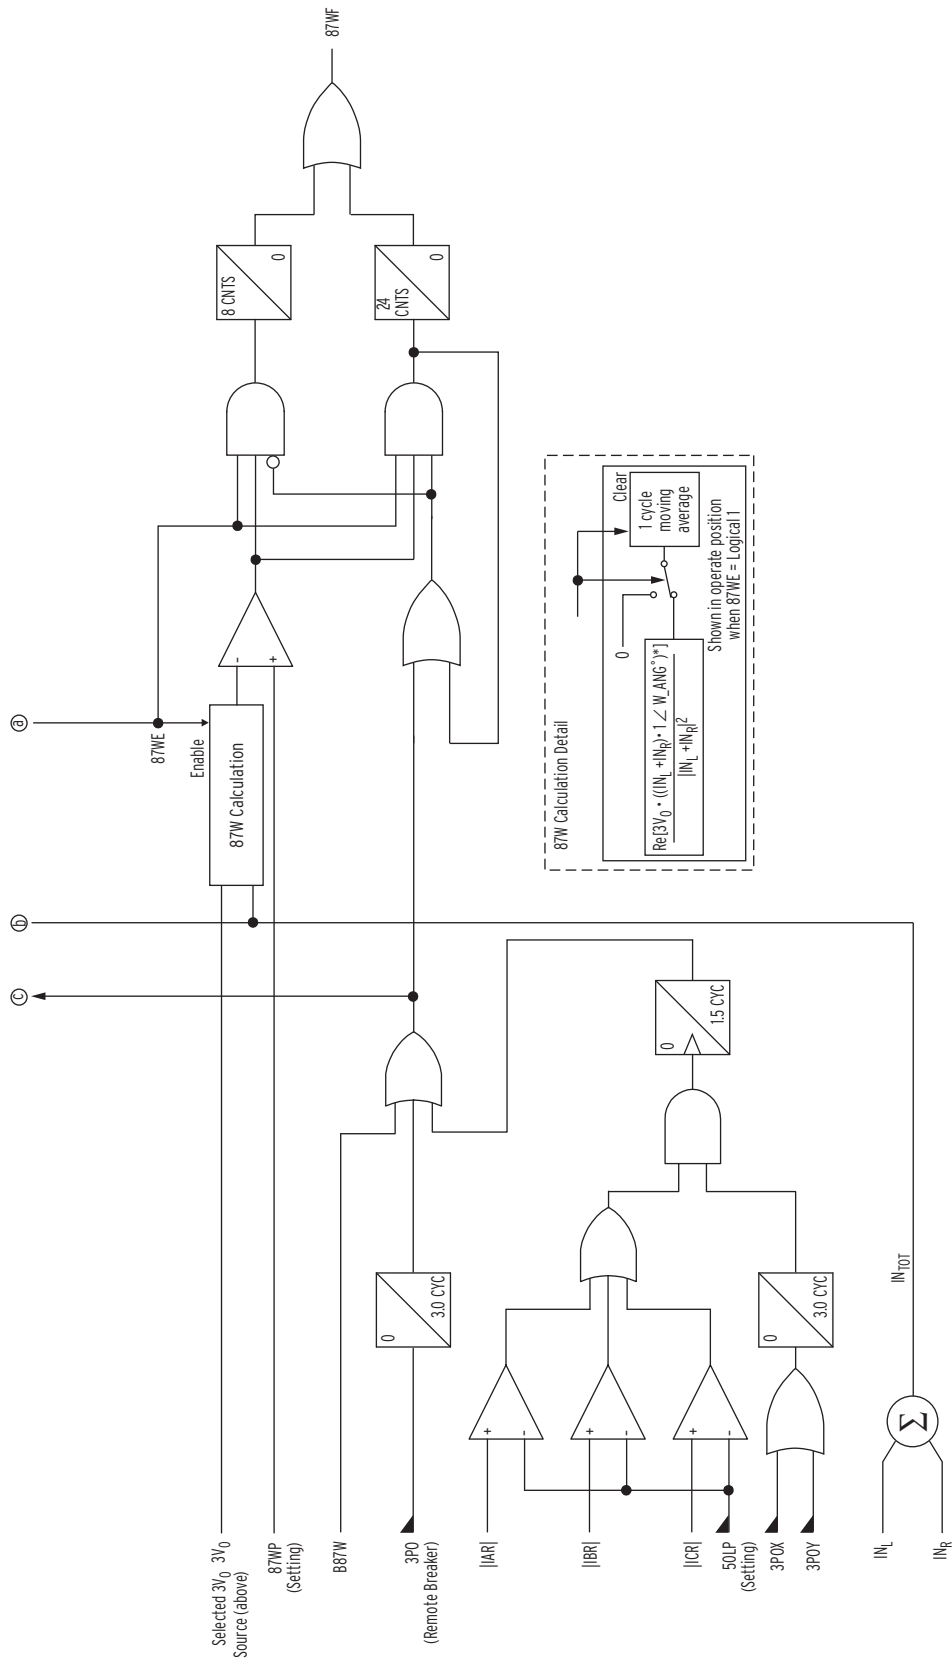 Selected 3V0
Source (above)
3V0
87WP
(Setting)
B87W
3PO
(Remote Breaker)
|IAR|
|IBR|
|ICR|
50LP
(Setting)
3POX
3POY
INL
INR
Σ
INTOT
+
-
+
-
+
-
0
3.0 CYC
0
3.0 CYC
0
1.5 CYC
c
b
a
87WE
Enable
87W Calculation
-
+
8 CNTS
0
24
CNTS
0
87WF
87W Calculation Detail
Re[3V0 • ((INL +INR) • 1 ∠ W_ANG°)*]
|INL +INR|²
0
Clear
1 cycle
moving
average
Shown in operate position
when 87WE = Logical 1